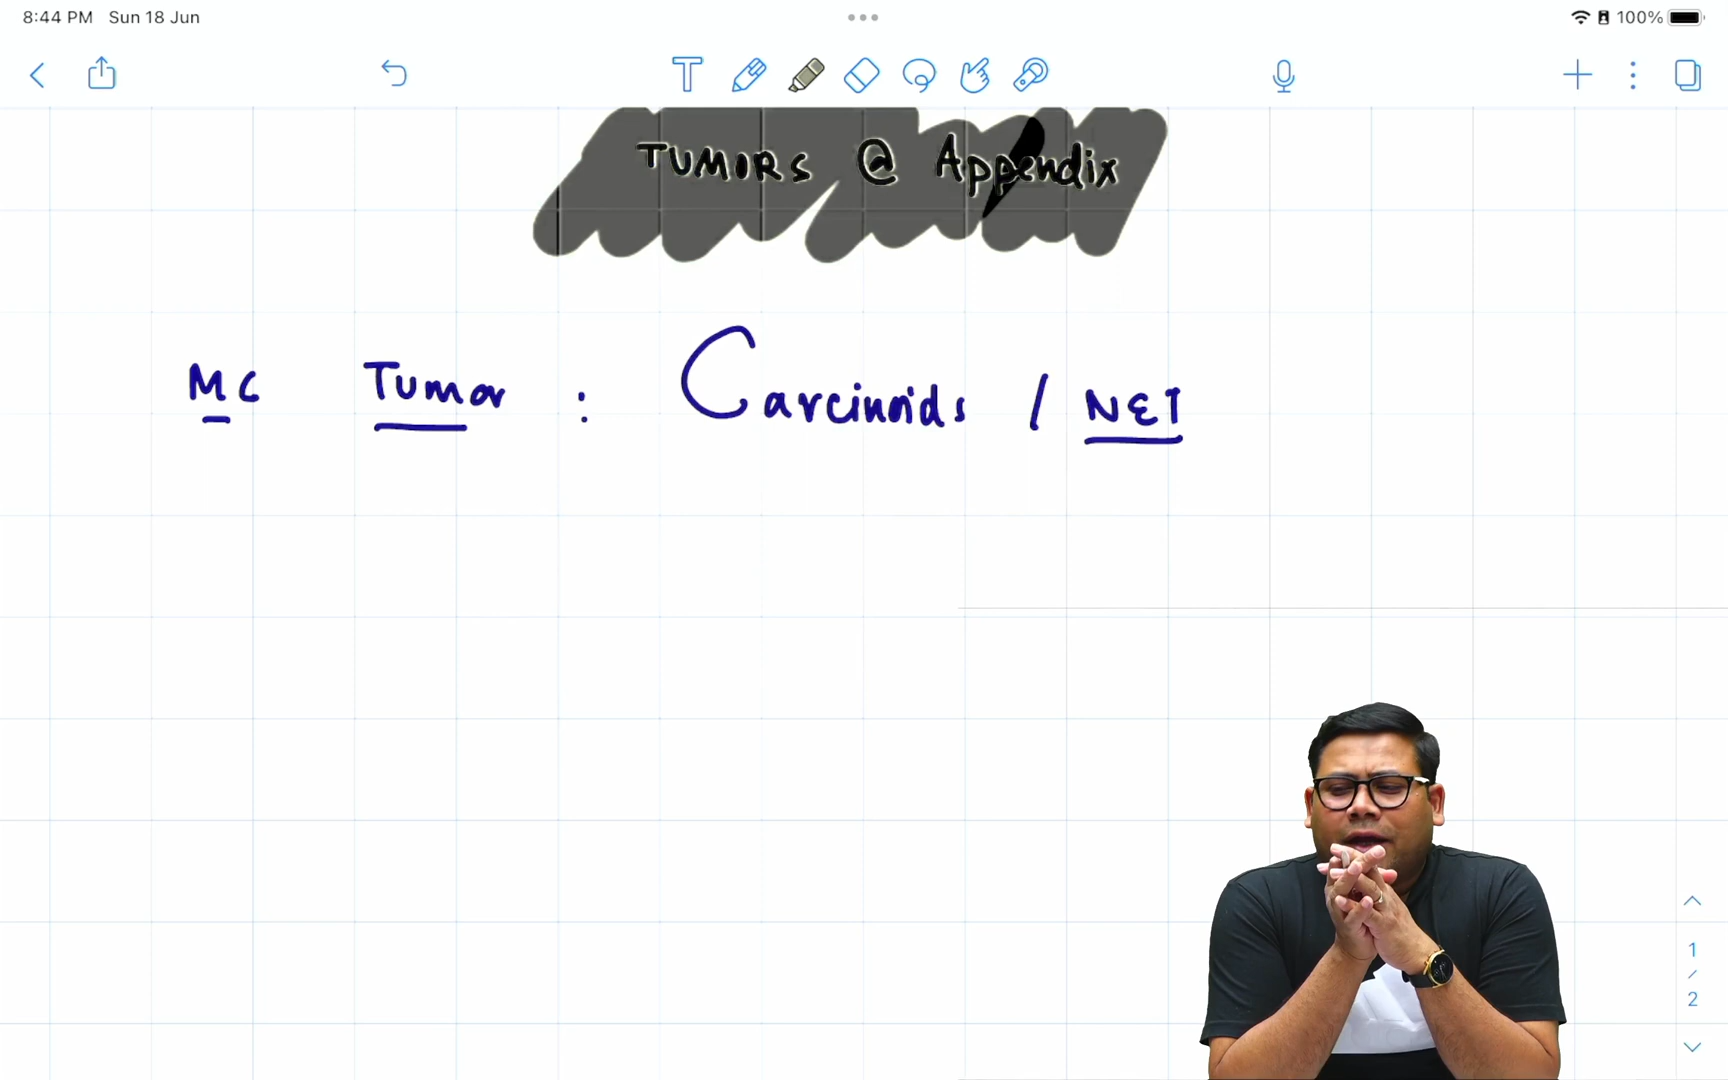 8:44 PM Sun 18 Jun
100%
TUMORS @ Appendix
MC Tumor : Carcinoids / NET
1
/
2